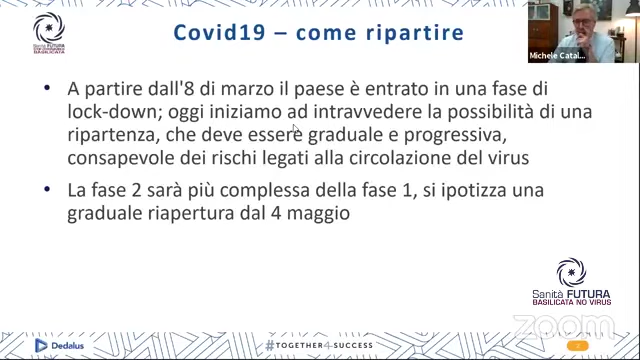 Covid19 – come ripartire
Michele Catal...
• A partire dall'8 di marzo il paese è entrato in una fase di
lock-down; oggi iniziamo ad intravvedere la possibilità di una
ripartenza, che deve essere graduale e progressiva,
consapevole dei rischi legati alla circolazione del virus
• La fase 2 sarà più complessa della fase 1, si ipotizza una
graduale riapertura dal 4 maggio
Sanità FUTURA
BASILICATA
Sanità FUTURA
BASILICATA NO VIRUS
zoom
Dedalus
#TOGETHER4SUCCESS
2